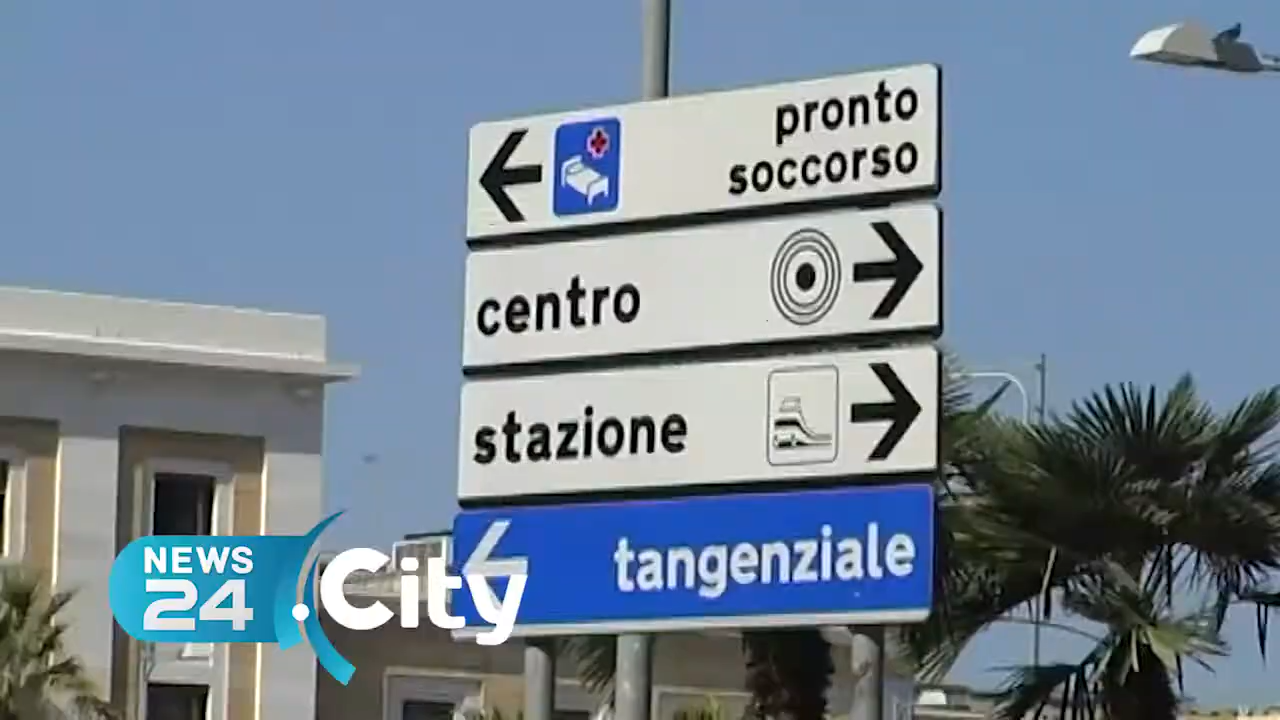 pronto
soccorso
centro
stazione
tangenziale
NEWS
24
.City